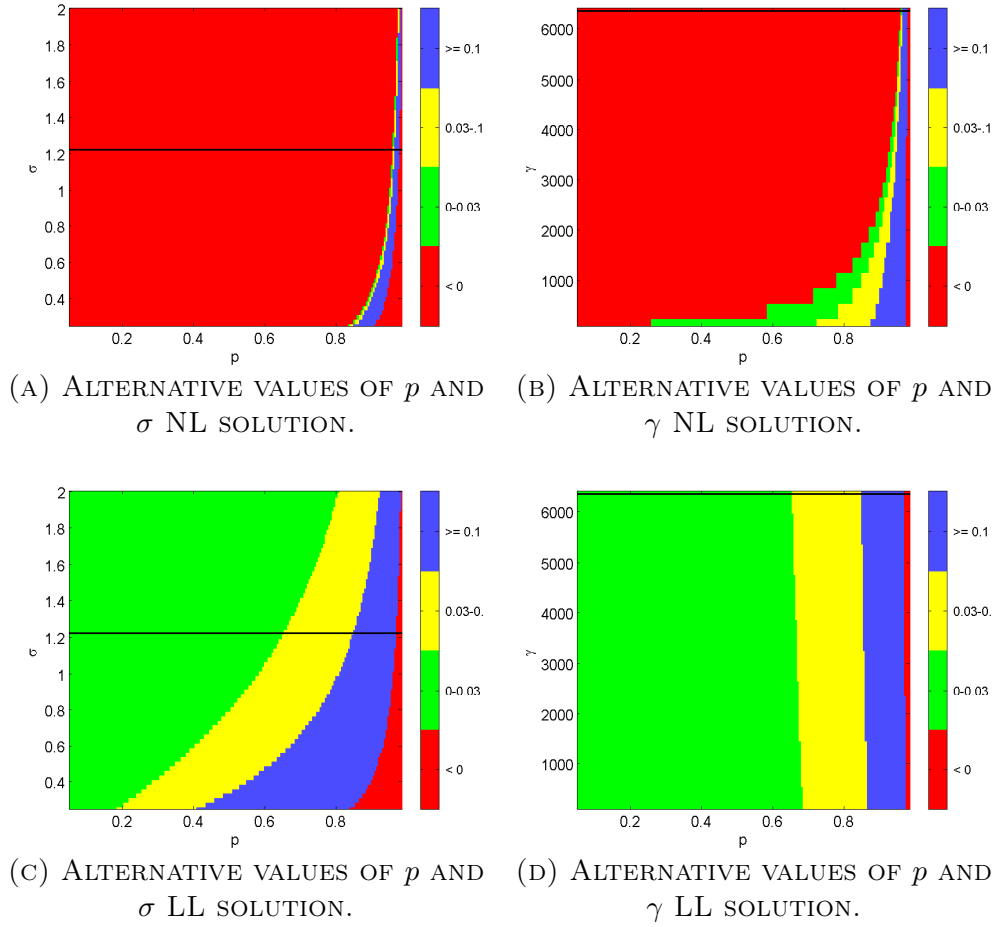 2
1.8
1.6
1.4
1.2
1
0.8
0.6
0.4
σ
0.2 0.4 0.6 0.8
p
>= 0.1
0.03-.1
0-0.03
< 0
(A) Alternative values of p and
σ NL solution.
6000
5000
4000
3000
2000
1000
γ
0.2 0.4 0.6 0.8
p
>= 0.1
0.03-.1
0-0.03
< 0
(B) Alternative values of p and
γ NL solution.
2
1.8
1.6
1.4
1.2
1
0.8
0.6
0.4
σ
0.2 0.4 0.6 0.8
p
>= 0.1
0.03-.1
0-0.03
< 0
(C) Alternative values of p and
σ LL solution.
6000
5000
4000
3000
2000
1000
γ
0.2 0.4 0.6 0.8
p
>= 0.1
0.03-0.
0-0.03
< 0
(D) Alternative values of p and
γ LL solution.